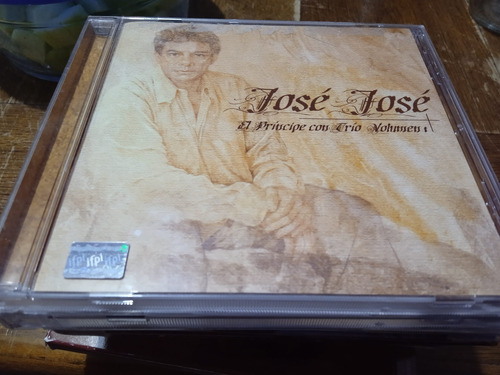 José José
El Príncipe con Trío Volumen 1